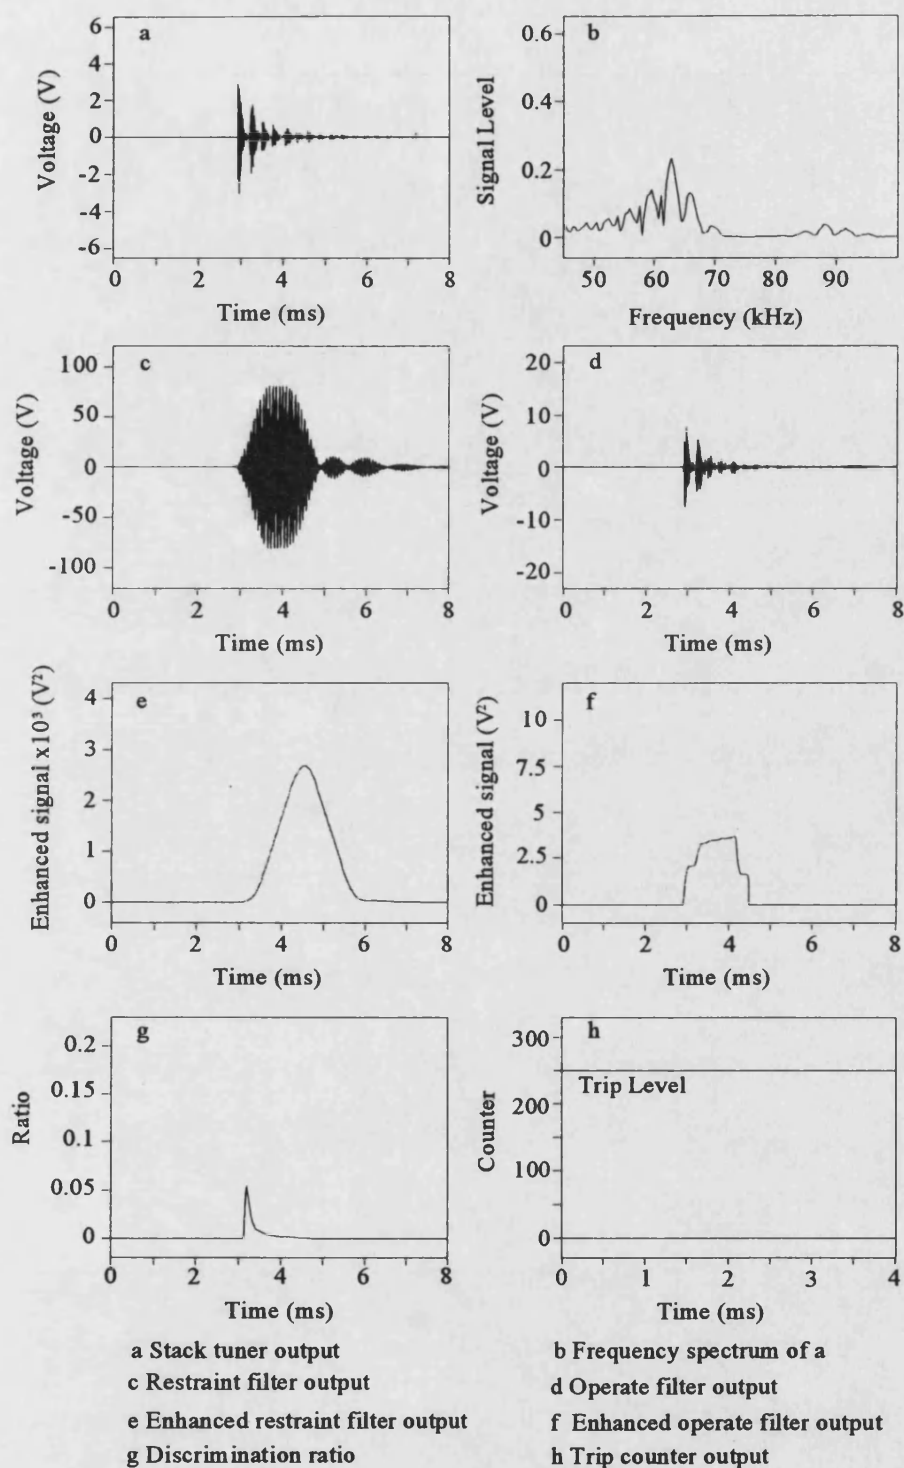 a
6
4
2
0
-2
-4
-6
Voltage (V)
0 2 4 6 8
Time (ms)
b
0.6
0.4
0.2
0
Signal Level
50 60 70 80 90
Frequency (kHz)
c
100
50
0
-50
-100
Voltage (V)
0 2 4 6 8
Time (ms)
d
20
10
0
-10
-20
Voltage (V)
0 2 4 6 8
Time (ms)
e
4
3
2
1
0
Enhanced signal x10³ (V²)
0 2 4 6 8
Time (ms)
f
10
7.5
5
2.5
0
Enhanced signal (V²)
0 2 4 6 8
Time (ms)
g
0.2
0.15
0.1
0.05
0
Ratio
0 2 4 6 8
Time (ms)
h
300
200
100
0
Trip Level
Counter
0 1 2 3 4
Time (ms)
a Stack tuner output
b Frequency spectrum of a
c Restraint filter output
d Operate filter output
e Enhanced restraint filter output
f Enhanced operate filter output
g Discrimination ratio
h Trip counter output